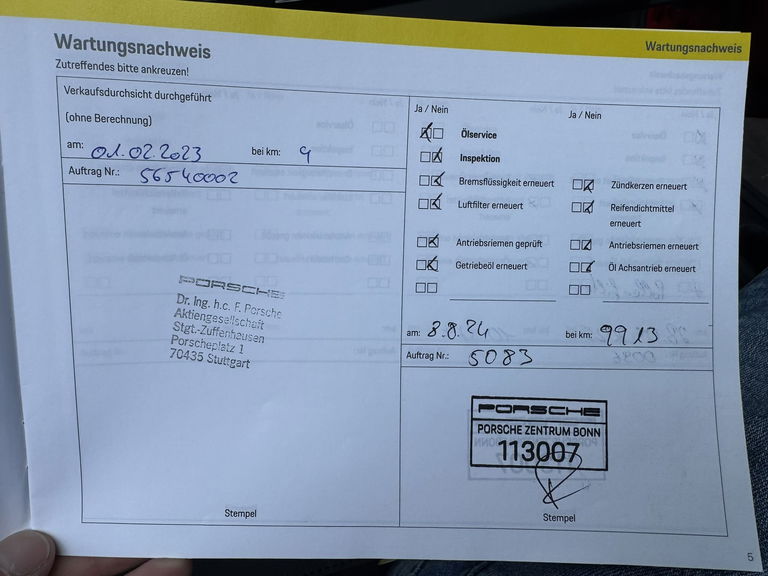 Wartungsnachweis
Wartungsnachweis
Zutreffendes bitte ankreuzen!
Verkaufsdurchsicht durchgeführt
(ohne Berechnung)
am: 01.02.2023 bei km: 9
Auftrag Nr.: 56540002
PORSCHE
Dr. Ing. h.c. F. Porsche
Aktiengesellschaft
Stgt.-Zuffenhausen
Porscheplatz 1
70435 Stuttgart
Stempel
Ja / Nein
Ja / Nein
Ölservice
Inspektion
Bremsflüssigkeit erneuert
Zündkerzen erneuert
Luftfilter erneuert
Reifendichtmittel
erneuert
Antriebsriemen geprüft
Antriebsriemen erneuert
Getriebeöl erneuert
Öl Achsantrieb erneuert
am: 8.8.24 bei km: 9913
Auftrag Nr.: 5083
PORSCHE
PORSCHE ZENTRUM BONN
113007
Stempel
5